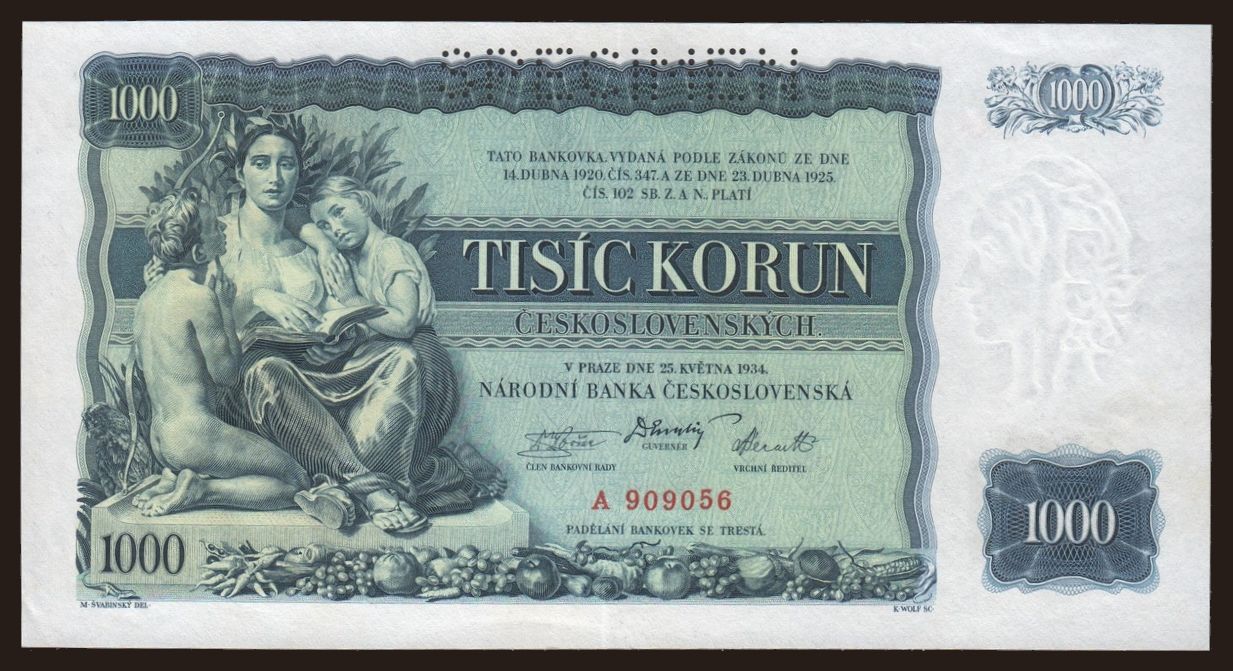 SPECIMEN
1000
1000
TATO BANKOVKA, VYDANÁ PODLE ZÁKONŮ ZE DNE
14. DUBNA 1920, ČÍS. 347. A ZE DNE 23. DUBNA 1925.
ČÍS. 102 SB. Z. A N., PLATÍ
TISÍC KORUN
ČESKOSLOVENSKÝCH.
V PRAZE DNE 25. KVĚTNA 1934.
NÁRODNÍ BANKA ČESKOSLOVENSKÁ
ČLEN BANKOVNÍ RADY
GUVERNÉR
VRCHNÍ ŘEDITEL
A 909056
PADĚLÁNÍ BANKOVEK SE TRESTÁ.
1000
1000
M. ŠVABINSKÝ DEL.
K. WOLF SC.